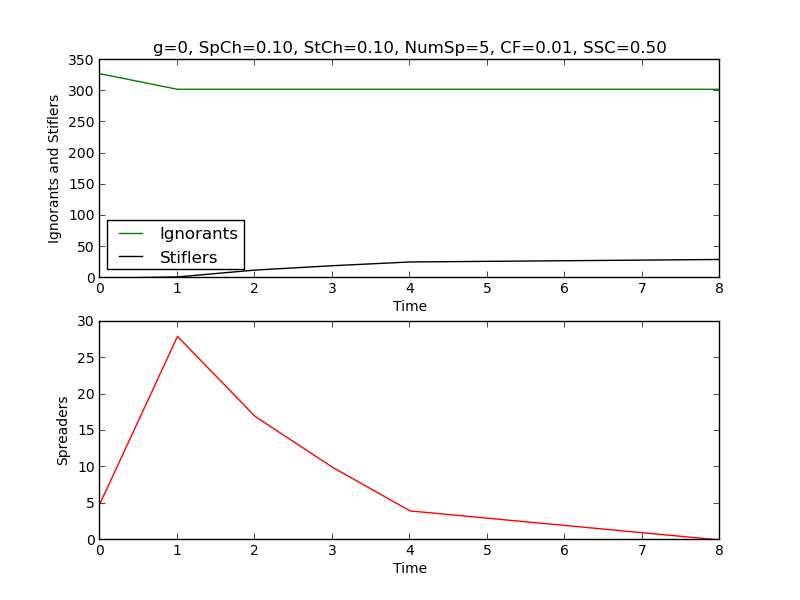 g=0, SpCh=0.10, StCh=0.10, NumSp=5, CF=0.01, SSC=0.50
350
300
250
200
150
100
50
0
Ignorants and Stiflers
Ignorants
Stiflers
0 1 2 3 4 5 6 7 8
Time
30
25
20
15
10
5
0
Spreaders
0 1 2 3 4 5 6 7 8
Time